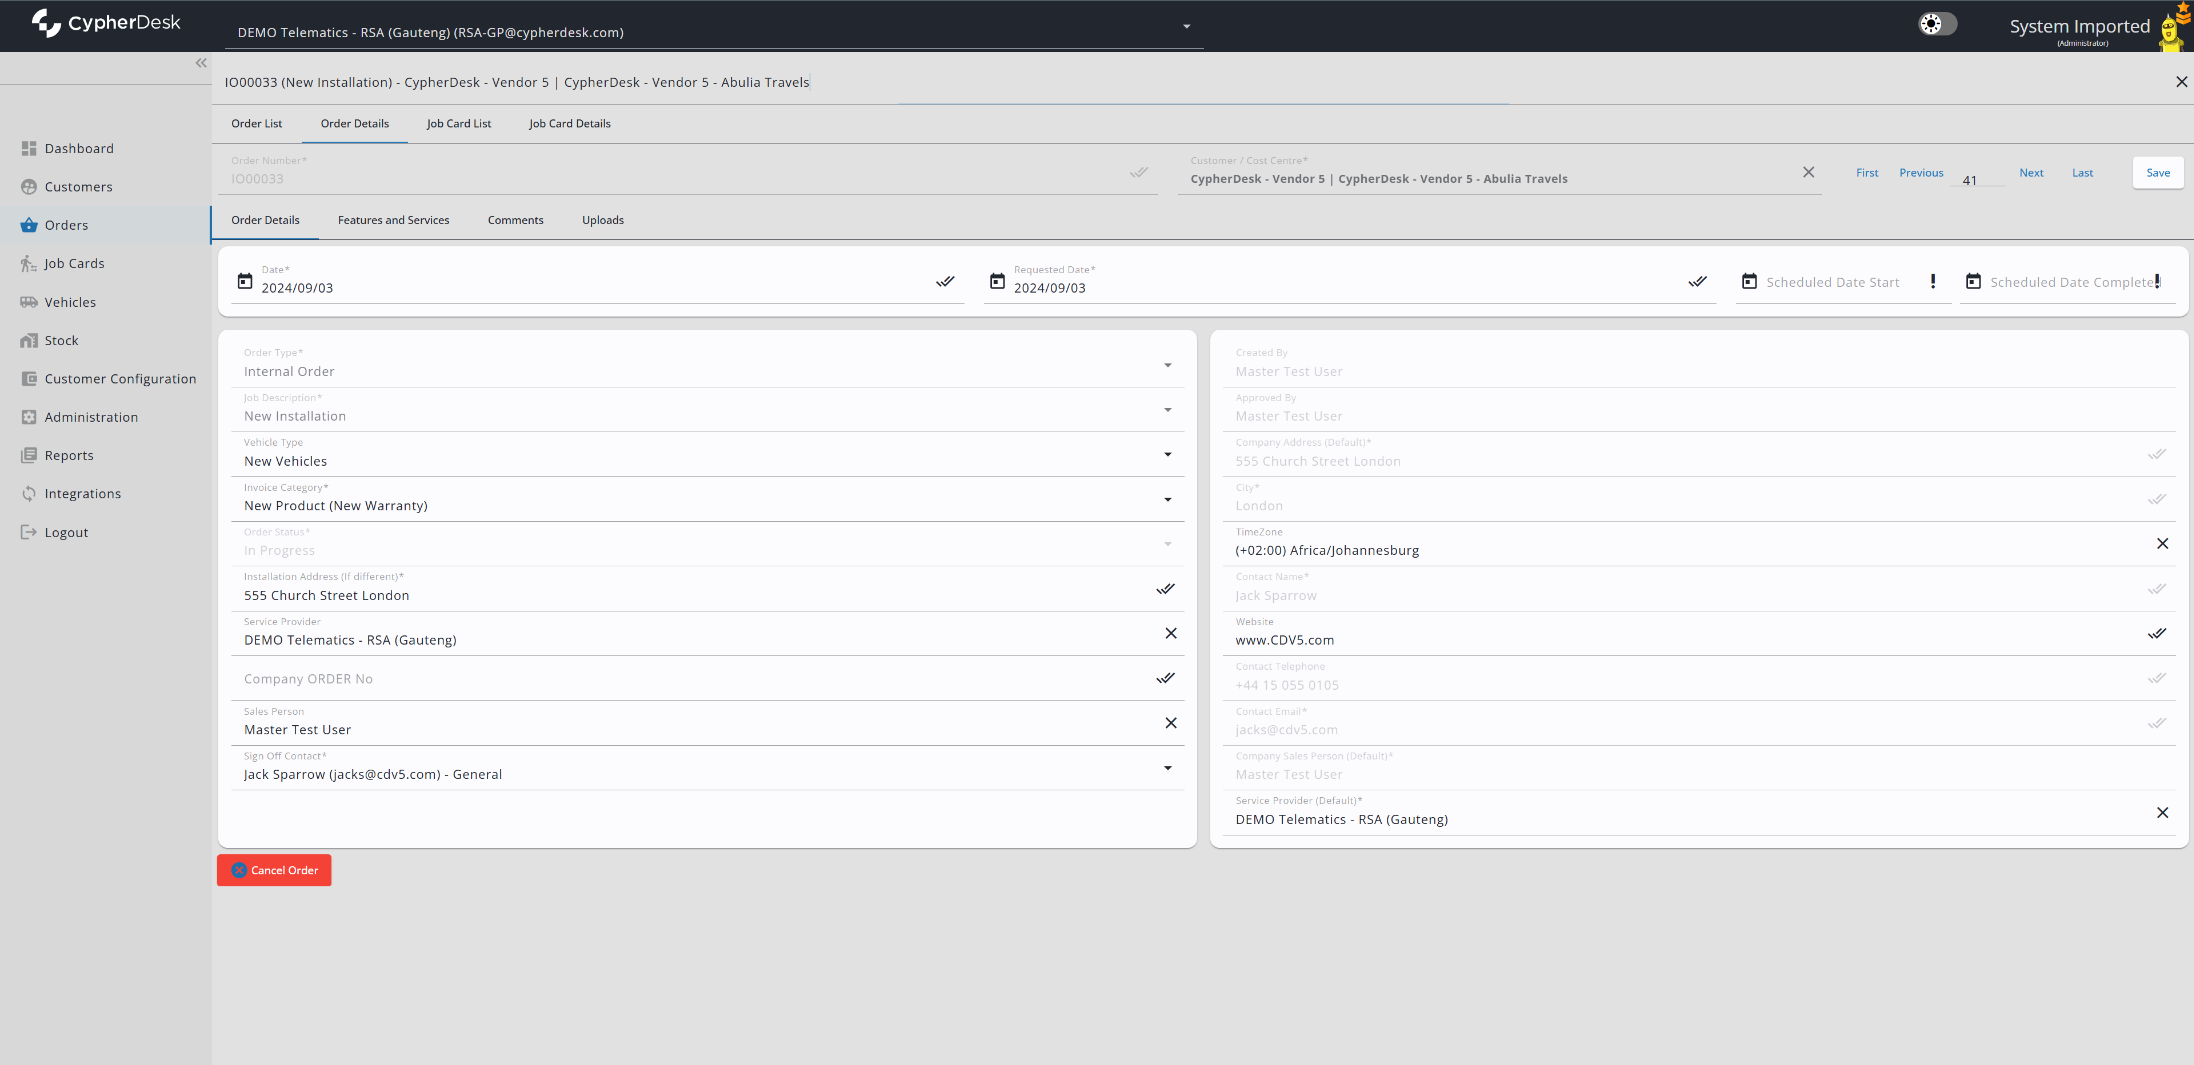 CypherDesk
DEMO Telematics - RSA (Gauteng) (RSA-GP@cypherdesk.com)
System Imported
(Administrator)
IO00033 (New Installation) - CypherDesk - Vendor 5 | CypherDesk - Vendor 5 - Abulia Travels
Order List
Order Details
Job Card List
Job Card Details
Dashboard
Customers
Orders
Job Cards
Vehicles
Stock
Customer Configuration
Administration
Reports
Integrations
Logout
Order Number*
IO00033
Customer / Cost Centre*
CypherDesk - Vendor 5 | CypherDesk - Vendor 5 - Abulia Travels
First
Previous
41
Next
Last
Save
Order Details
Features and Services
Comments
Uploads
Date*
2024/09/03
Requested Date*
2024/09/03
Scheduled Date Start
Scheduled Date Complete
Order Type*
Internal Order
Job Description*
New Installation
Vehicle Type
New Vehicles
Invoice Category*
New Product (New Warranty)
Order Status*
In Progress
Installation Address (If different)*
555 Church Street London
Service Provider
DEMO Telematics - RSA (Gauteng)
Company ORDER No
Sales Person
Master Test User
Sign Off Contact*
Jack Sparrow (jacks@cdv5.com) - General
Created By
Master Test User
Approved By
Master Test User
Company Address (Default)*
555 Church Street London
City*
London
TimeZone
(+02:00) Africa/Johannesburg
Contact Name*
Jack Sparrow
Website
www.CDV5.com
Contact Telephone
+44 15 055 0105
Contact Email*
jacks@cdv5.com
Company Sales Person (Default)*
Master Test User
Service Provider (Default)*
DEMO Telematics - RSA (Gauteng)
Cancel Order